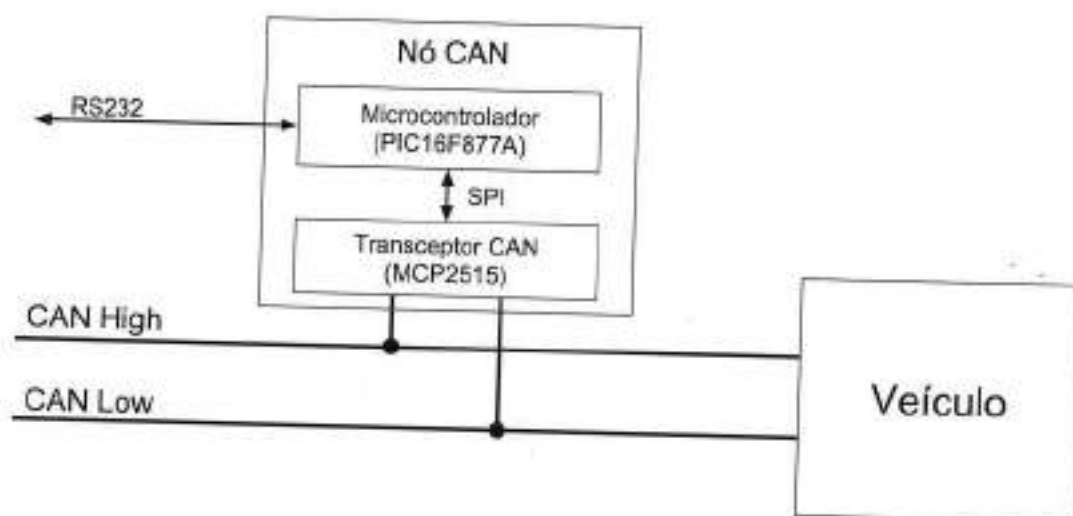 Nó CAN
RS232
Microcontrolador
(PIC16F877A)
SPI
Transceptor CAN
(MCP2515)
CAN High
CAN Low
Veículo